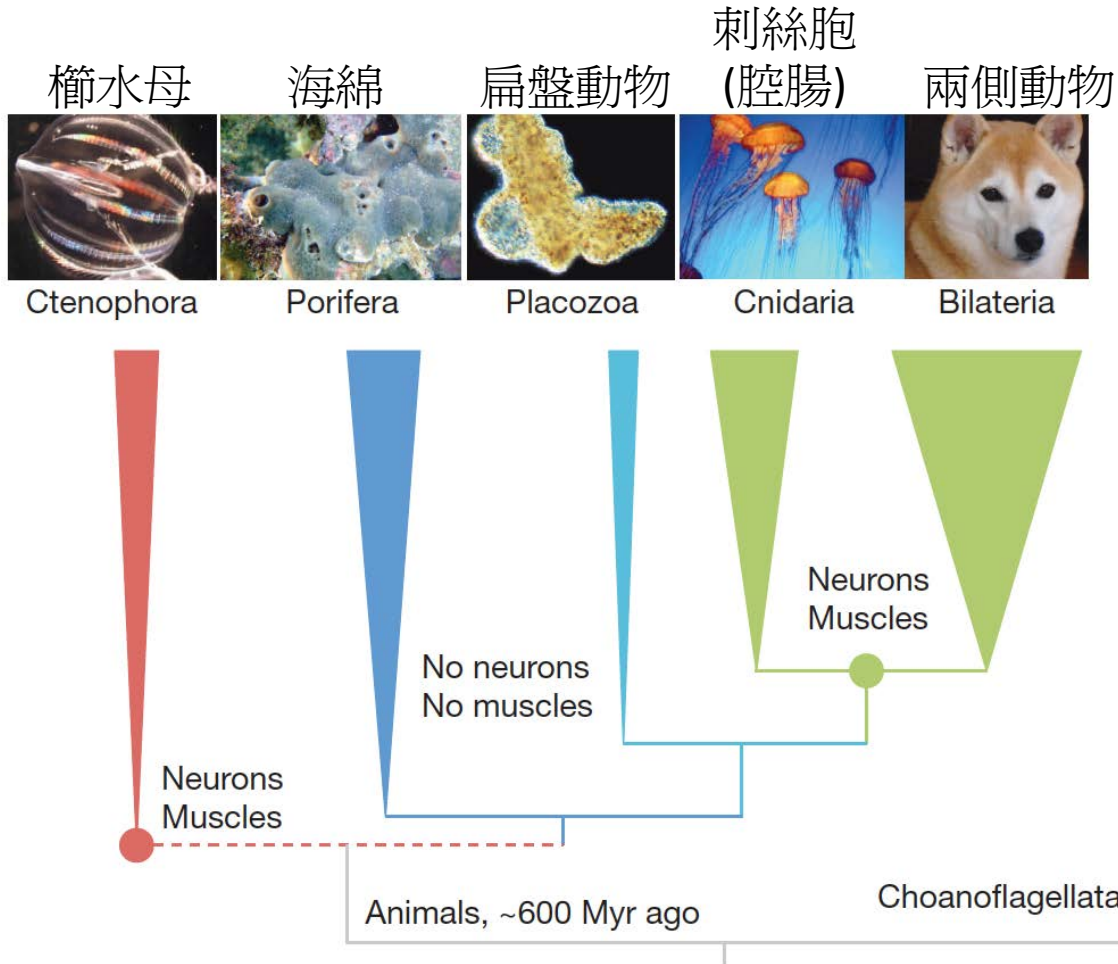 櫛水母
海綿
扁盤動物
刺絲胞
(腔腸)
兩側動物
Ctenophora
Porifera
Placozoa
Cnidaria
Bilateria
Neurons
Muscles
No neurons
No muscles
Neurons
Muscles
Animals, ~600 Myr ago
Choanoflagellata